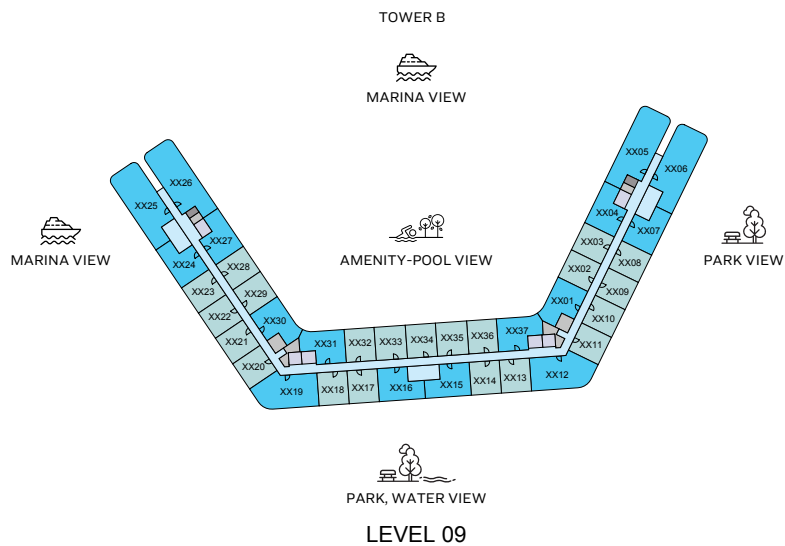 TOWER B
MARINA VIEW
XX05
XX06
XX26
XX25
XX04
XX07
XX27
XX24
XX03
XX08
XX28
XX23
XX02
XX09
XX29
XX22
XX01
XX10
XX30
XX21
XX11
XX20
XX31
XX32
XX33
XX34
XX35
XX36
XX37
XX19
XX18
XX17
XX16
XX15
XX14
XX13
XX12
MARINA VIEW
AMENITY-POOL VIEW
PARK VIEW
PARK, WATER VIEW
LEVEL 09